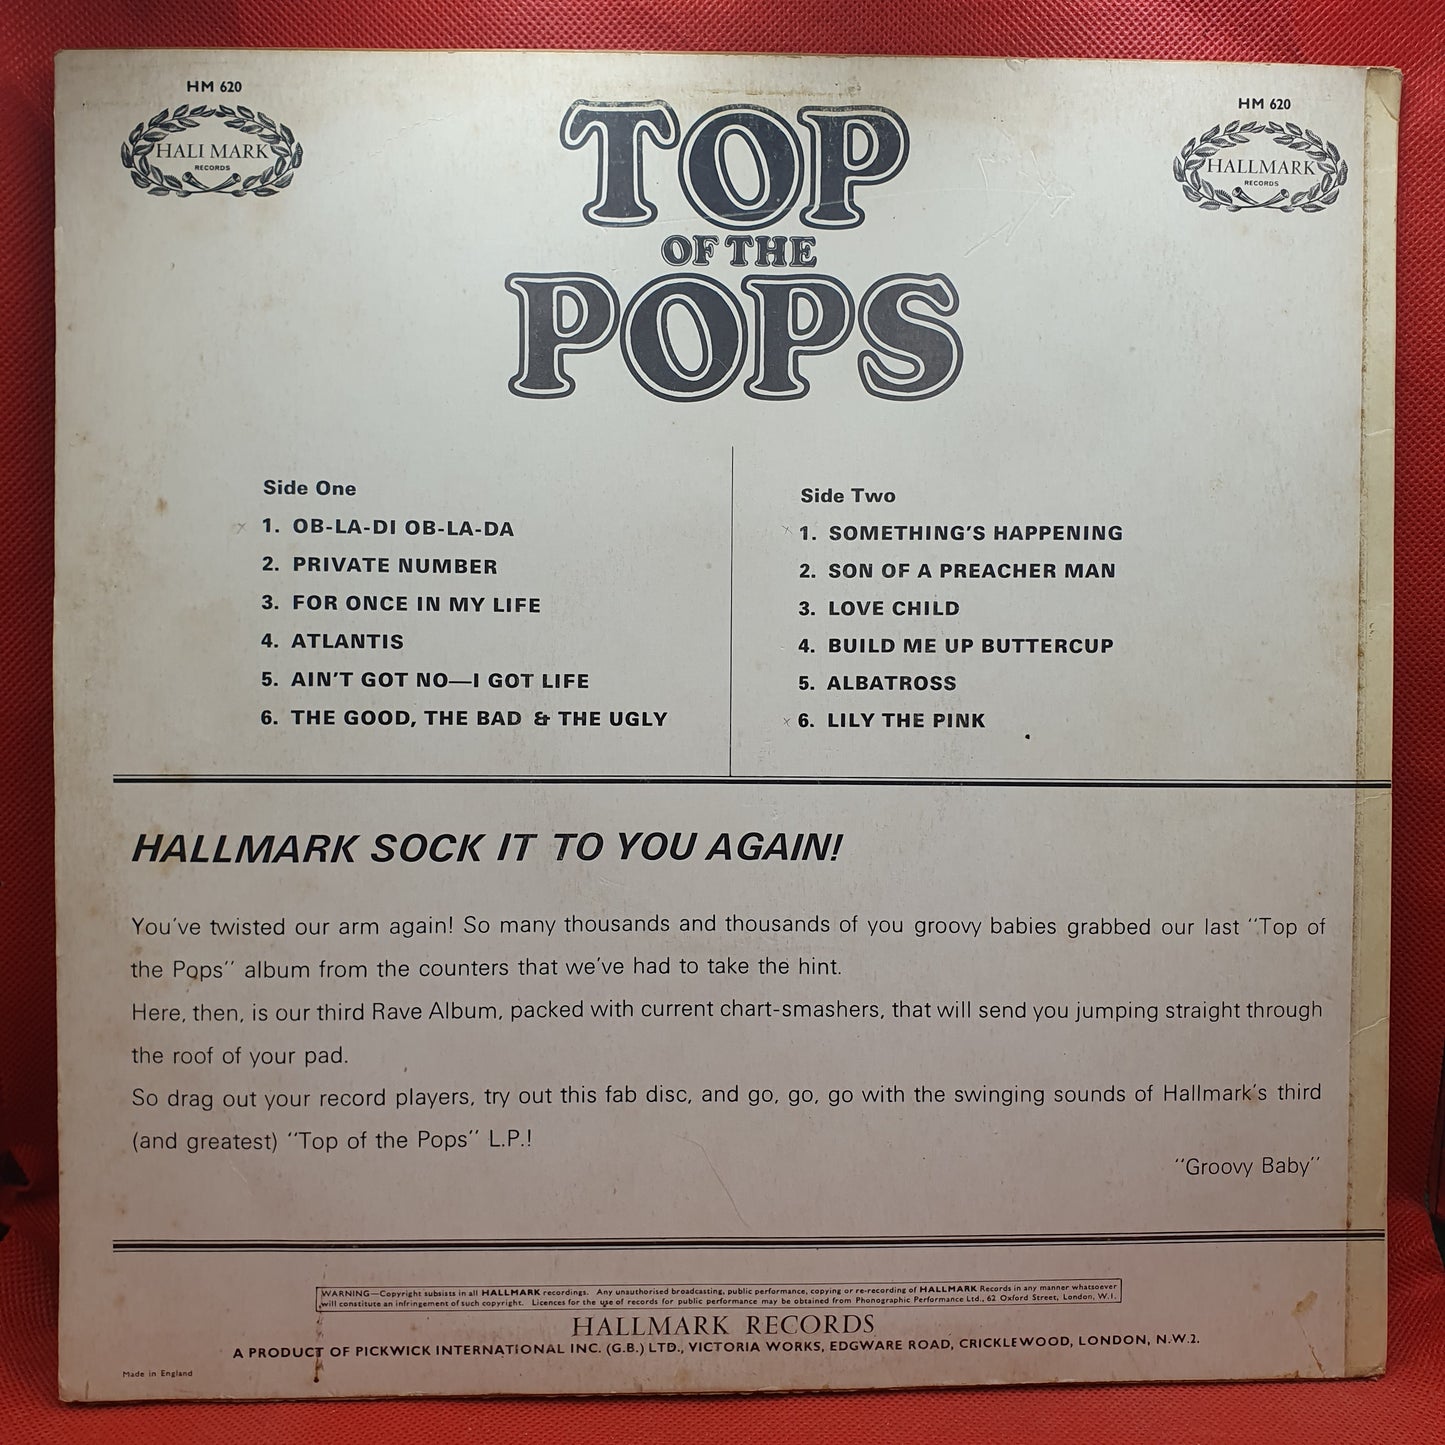 HM 620
HALLMARK
RECORDS
HM 620
HALLMARK
RECORDS
TOP
OF THE
POPS
Side One
1. OB-LA-DI OB-LA-DA
2. PRIVATE NUMBER
3. FOR ONCE IN MY LIFE
4. ATLANTIS
5. AIN'T GOT NO—I GOT LIFE
6. THE GOOD, THE BAD & THE UGLY
Side Two
1. SOMETHING'S HAPPENING
2. SON OF A PREACHER MAN
3. LOVE CHILD
4. BUILD ME UP BUTTERCUP
5. ALBATROSS
6. LILY THE PINK
HALLMARK SOCK IT TO YOU AGAIN!
You've twisted our arm again! So many thousands and thousands of you groovy babies grabbed our last "Top of
the Pops" album from the counters that we've had to take the hint.
Here, then, is our third Rave Album, packed with current chart-smashers, that will send you jumping straight through
the roof of your pad.
So drag out your record players, try out this fab disc, and go, go, go with the swinging sounds of Hallmark's third
(and greatest) "Top of the Pops" L.P.!
"Groovy Baby"
WARNING—Copyright subsists in all HALLMARK recordings. Any unauthorised broadcasting, public performance, copying or re-recording of HALLMARK Records in any manner whatsoever
will constitute an infringement of such copyright. Licences for the use of records for public performance may be obtained from Phonographic Performance Ltd., 62 Oxford Street, London, W.1.
HALLMARK RECORDS
A PRODUCT OF PICKWICK INTERNATIONAL INC. (G.B.) LTD., VICTORIA WORKS, EDGWARE ROAD, CRICKLEWOOD, LONDON, N.W.2.
Made in England